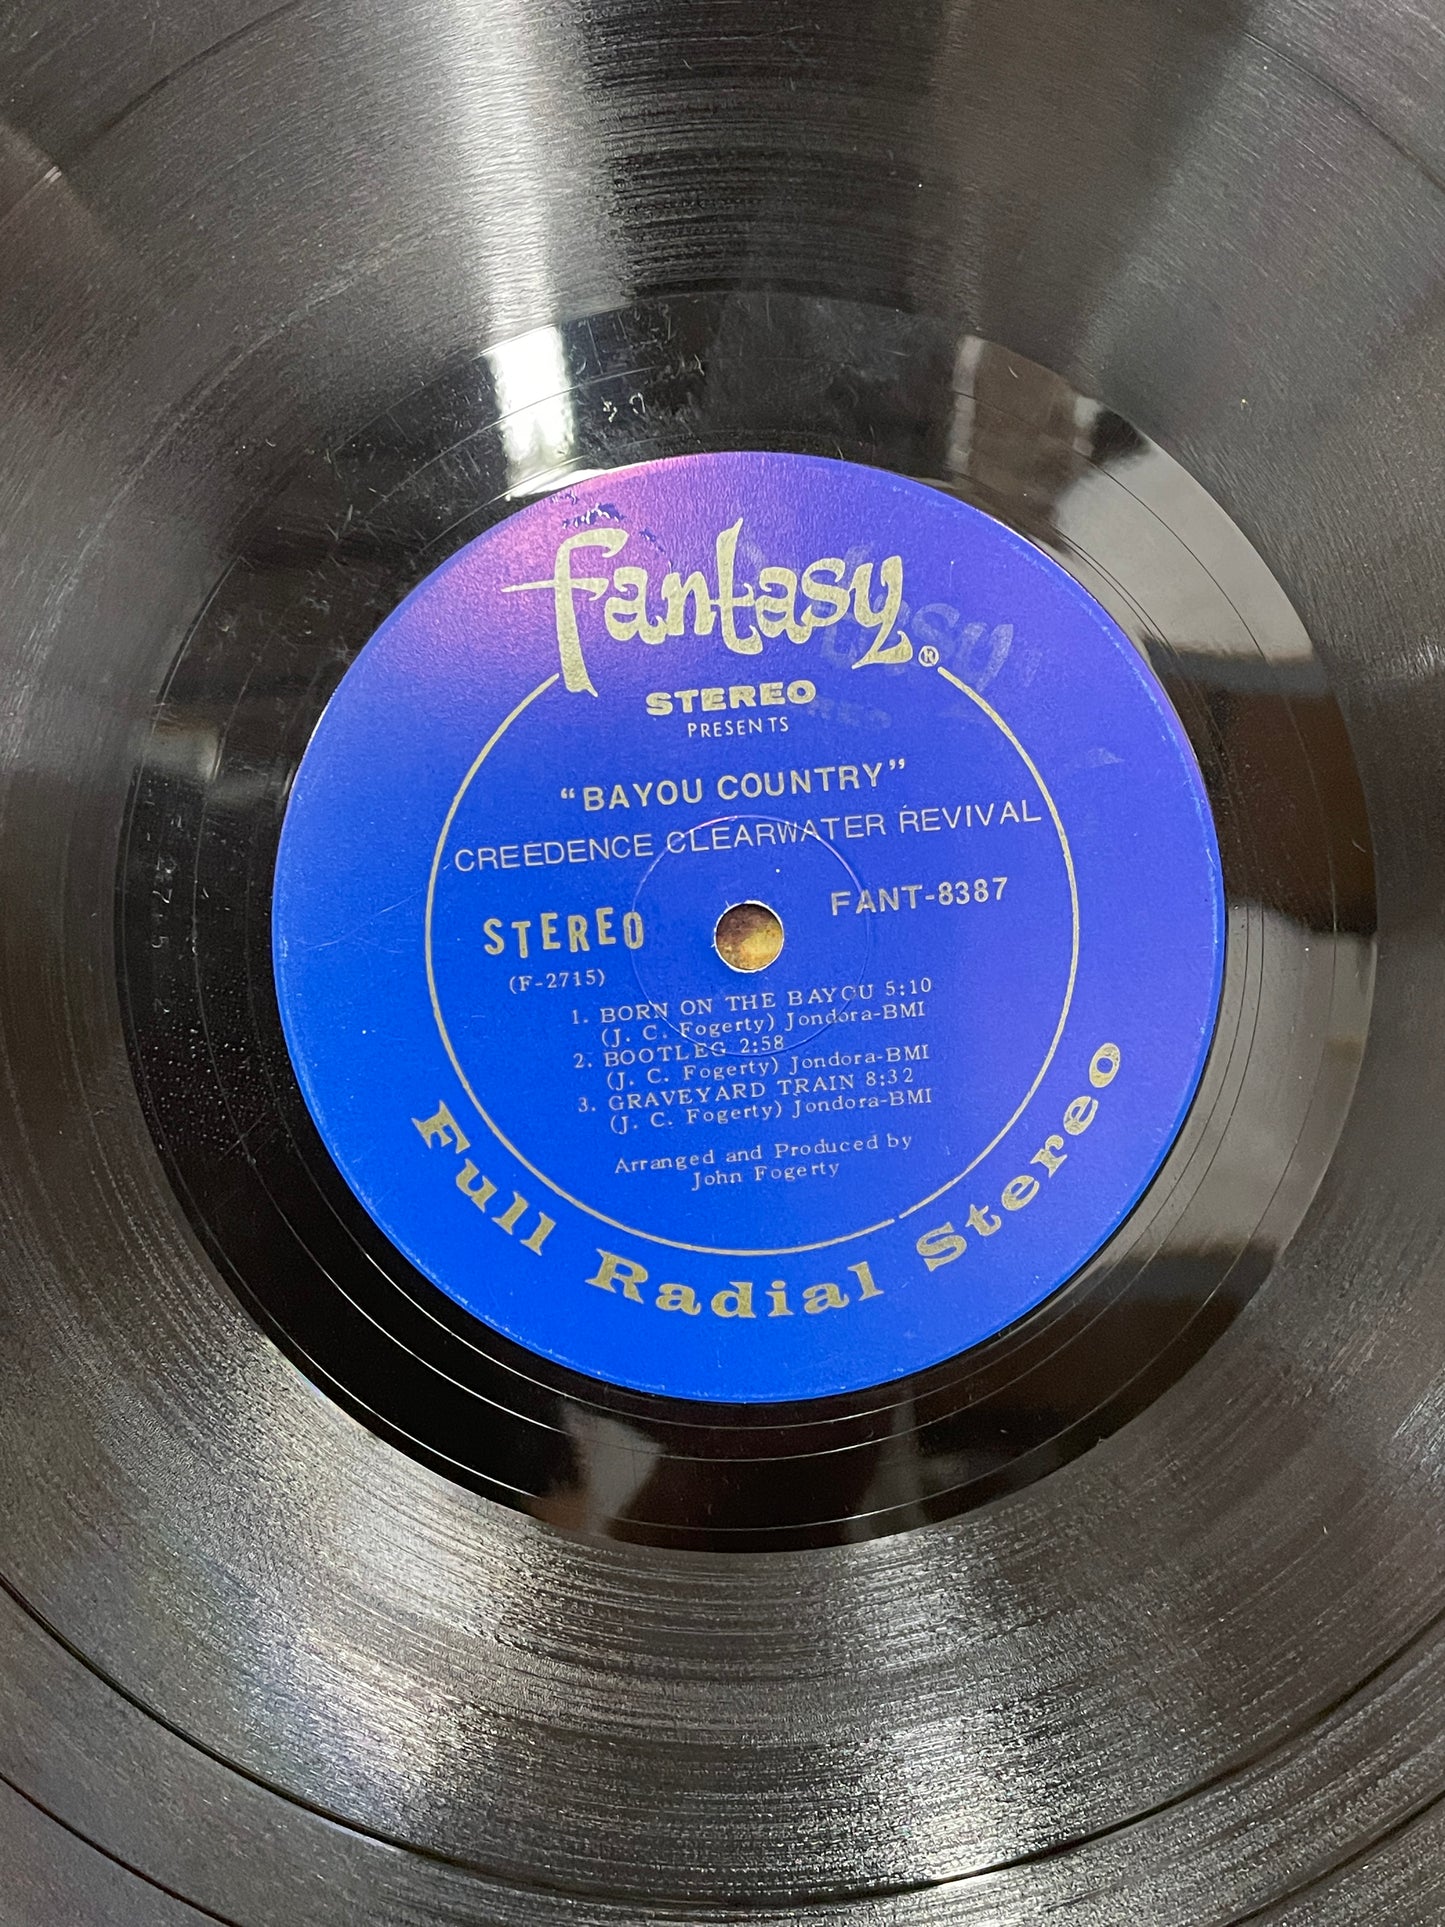 fantasy®
STEREO
PRESENTS
“BAYOU COUNTRY”
CREEDENCE CLEARWATER REVIVAL
STEREO
FANT-8387
(F-2715)
1. BORN ON THE BAYOU 5:10
(J. C. Fogerty) Jondora-BMI
2. BOOTLEG 2:58
(J. C. Fogerty) Jondora-BMI
3. GRAVEYARD TRAIN 8:32
(J. C. Fogerty) Jondora-BMI
Arranged and Produced by
John Fogerty
Full Radial Stereo